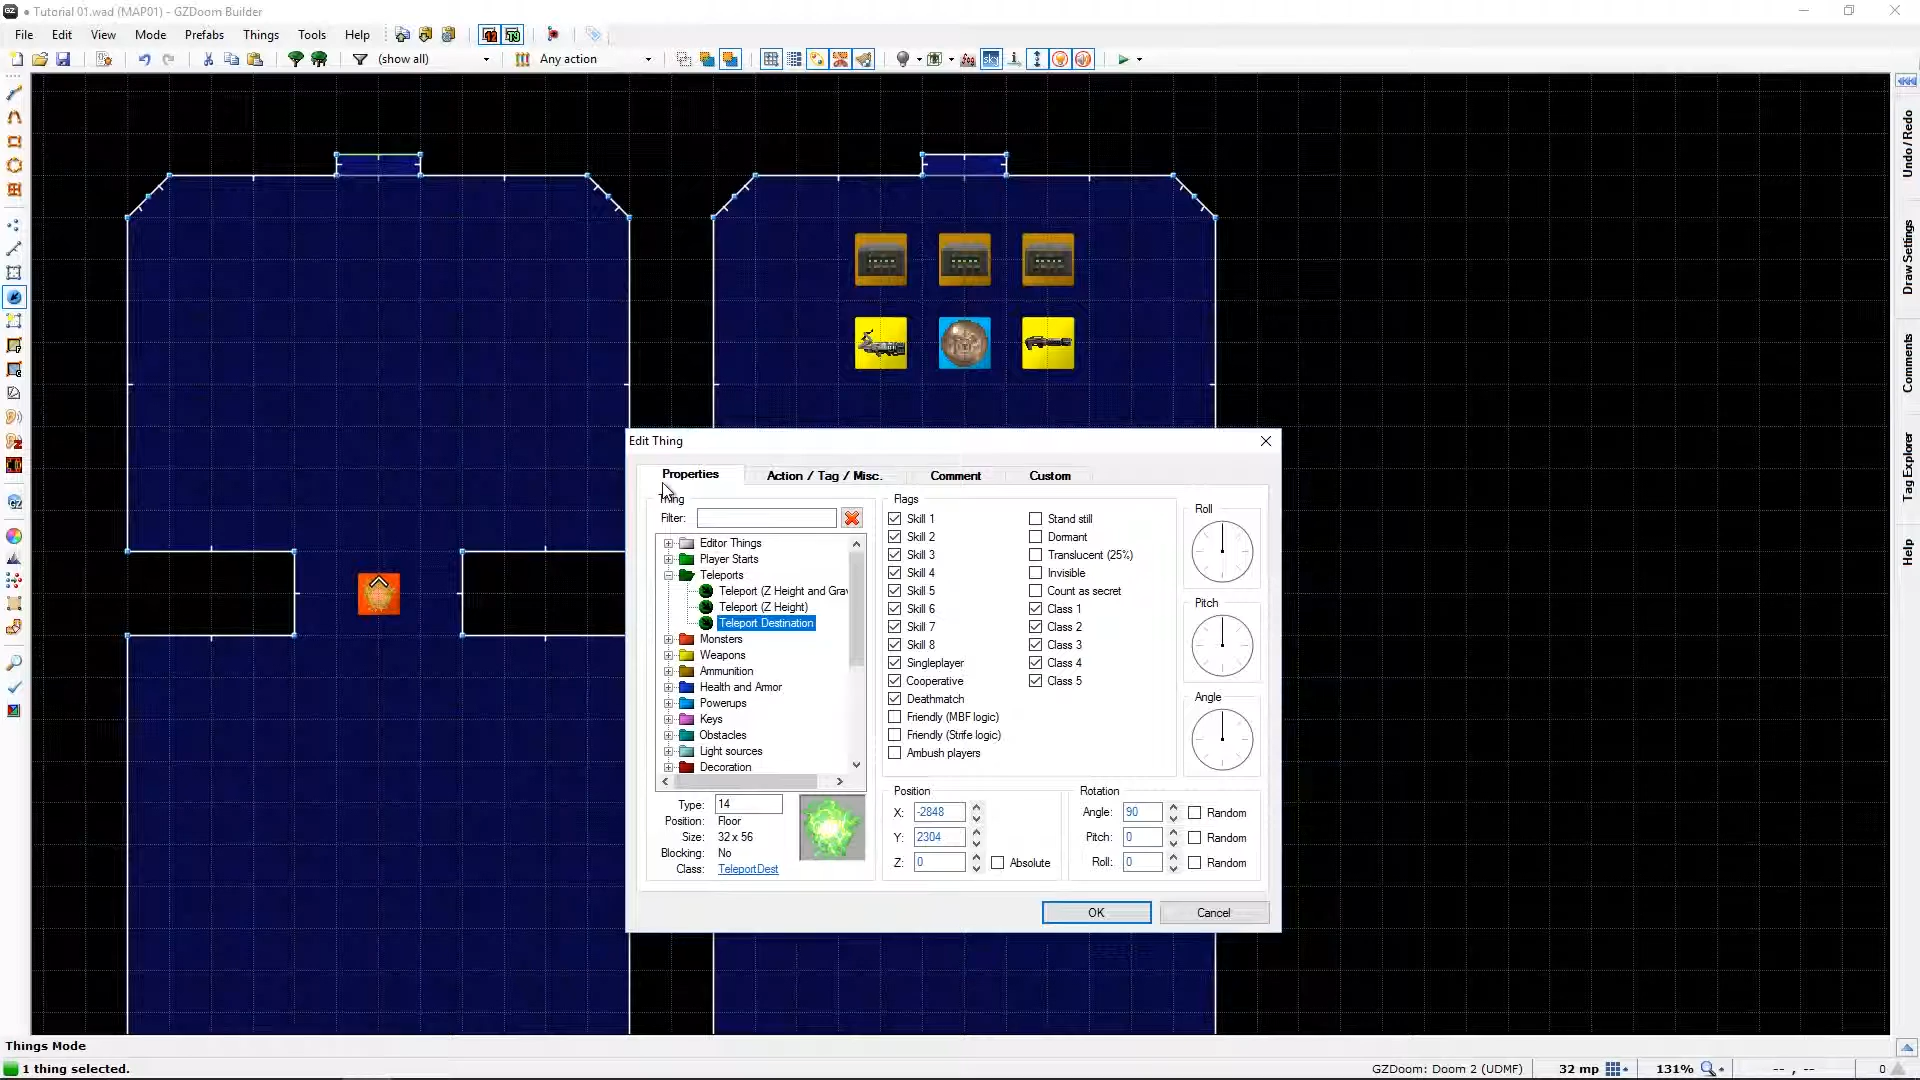 • Tutorial 01.wad (MAP01) - GZDoom Builder
File Edit View Mode Prefabs Things Tools Help
(show all) Any action
Undo / Redo
Draw Settings
Comments
Tag Explorer
Help
Edit Thing
Properties Action / Tag / Misc. Comment Custom
Thing
Filter:
Editor Things
Player Starts
Teleports
Teleport (Z Height and Grav
Teleport (Z Height)
Teleport Destination
Monsters
Weapons
Ammunition
Health and Armor
Powerups
Keys
Obstacles
Light sources
Decoration
Type: 14
Position: Floor
Size: 32 x 56
Blocking: No
Class: TeleportDest
Flags
Skill 1
Skill 2
Skill 3
Skill 4
Skill 5
Skill 6
Skill 7
Skill 8
Singleplayer
Cooperative
Deathmatch
Friendly (MBF logic)
Friendly (Strife logic)
Ambush players
Stand still
Dormant
Translucent (25%)
Invisible
Count as secret
Class 1
Class 2
Class 3
Class 4
Class 5
Roll
Pitch
Angle
Position
X: -2848
Y: 2304
Z: 0 Absolute
Rotation
Angle: 90 Random
Pitch: 0 Random
Roll: 0 Random
OK Cancel
Things Mode
1 thing selected.
GZDoom: Doom 2 (UDMF) 32 mp 131% -- , -- 0